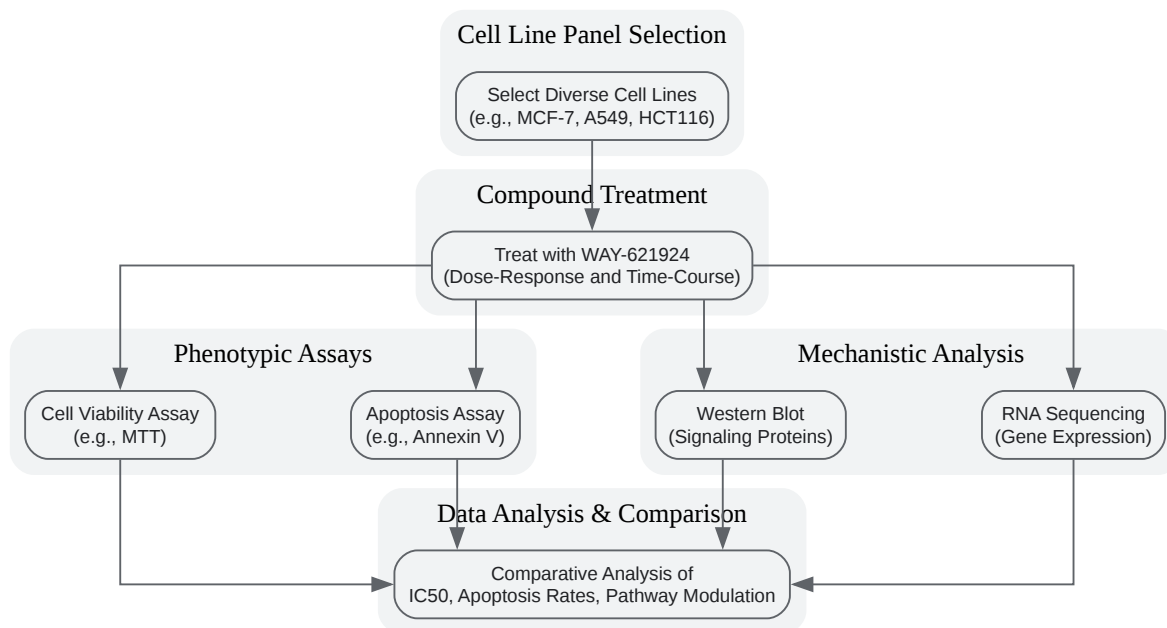 Cell Line Panel Selection
Select Diverse Cell Lines
(e.g., MCF-7, A549, HCT116)
Compound Treatment
Treat with WAY-621924
(Dose-Response and Time-Course)
Phenotypic Assays
Mechanistic Analysis
Cell Viability Assay
(e.g., MTT)
Apoptosis Assay
(e.g., Annexin V)
Western Blot
(Signaling Proteins)
RNA Sequencing
(Gene Expression)
Data Analysis & Comparison
Comparative Analysis of
IC50, Apoptosis Rates, Pathway Modulation